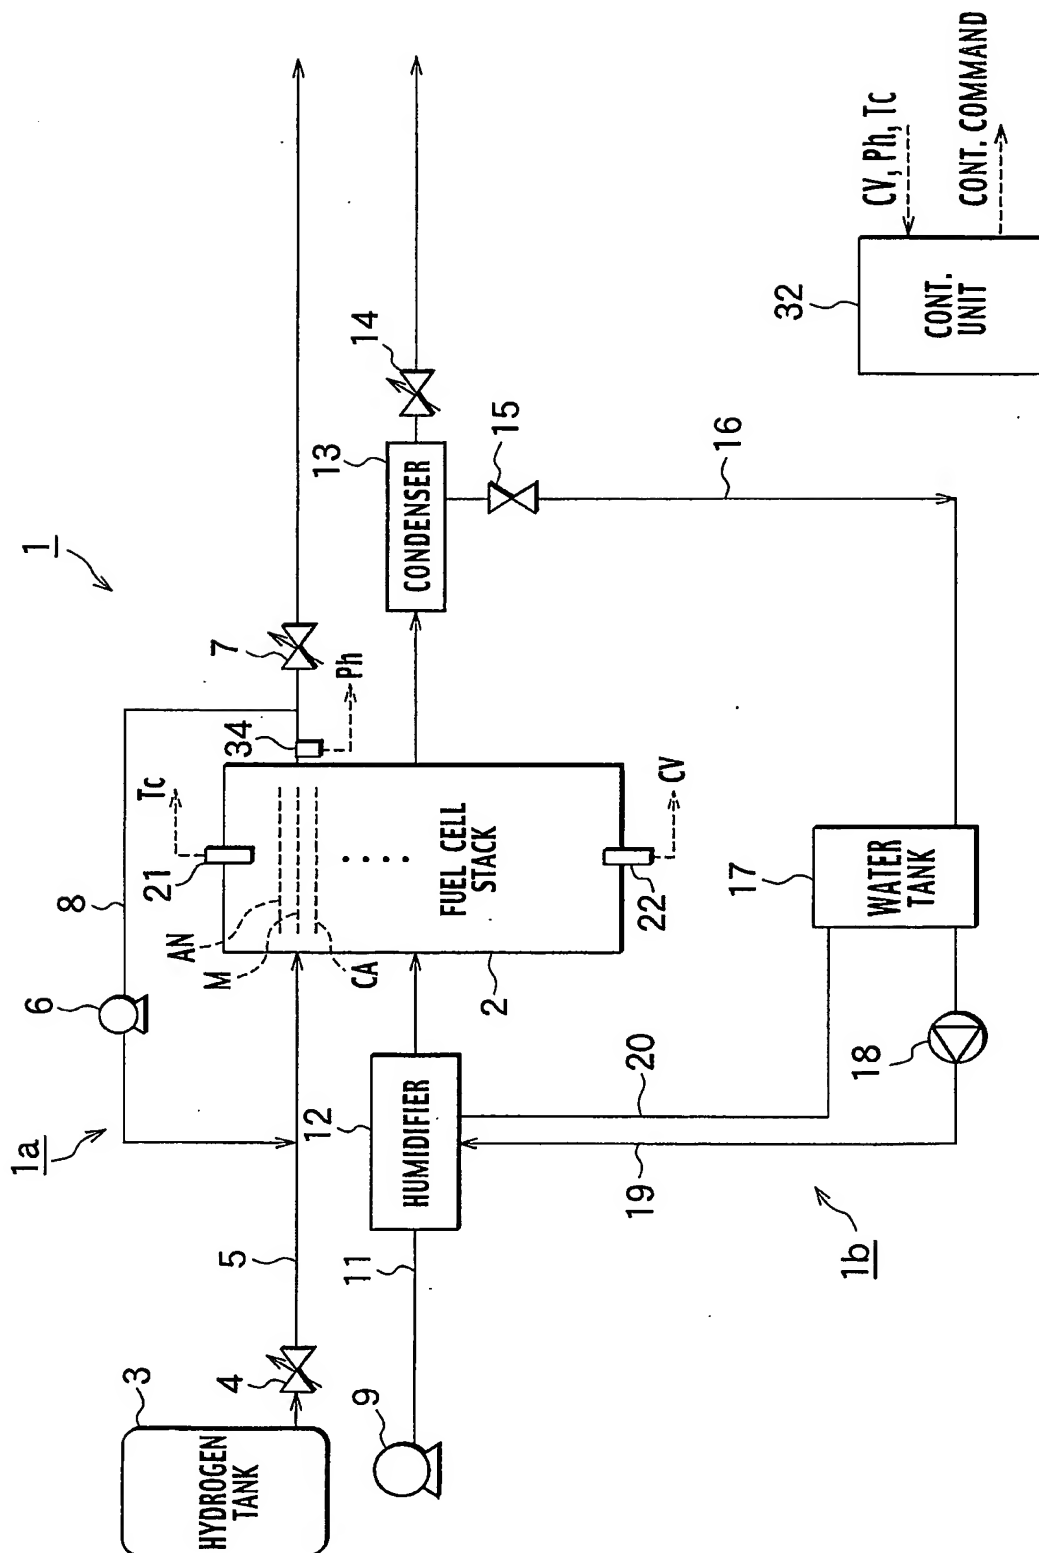 1
1a
8
6
Tc
21
AN
M
CA
34
Ph
7
14
13
CONDENSER
15
16
3
HYDROGEN
TANK
4
5
9
11
12
HUMIDIFIER
2
FUEL CELL
STACK
22
CV
20
19
18
17
WATER
TANK
1b
32
CONT.
UNIT
CV, Ph, Tc
CONT. COMMAND